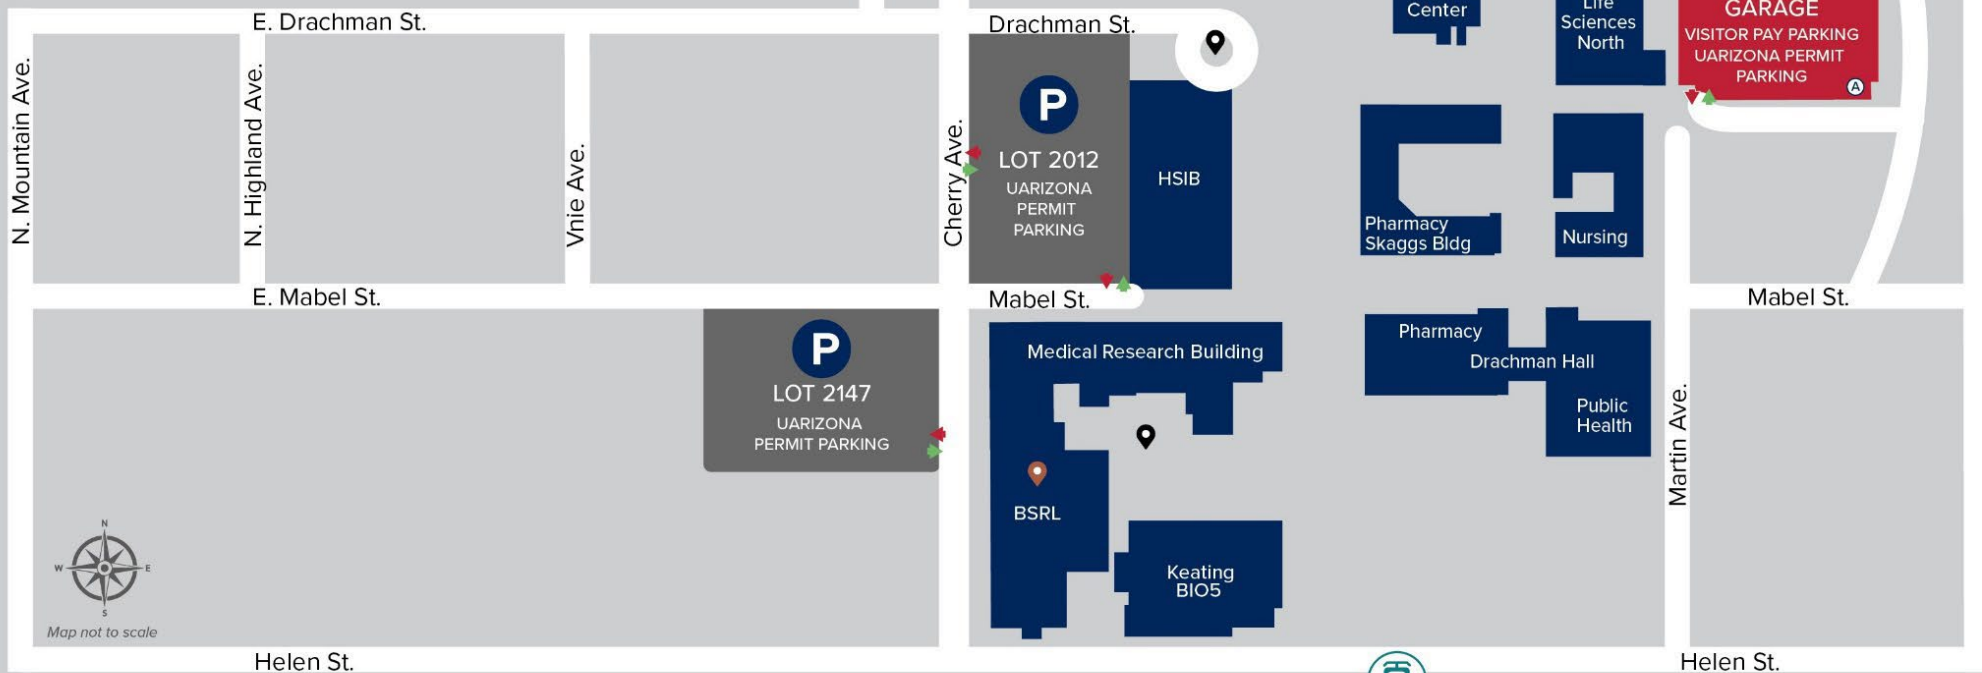 E. Drachman St.
Drachman St.
Center
Life
Sciences
North
GARAGE
VISITOR PAY PARKING
UARIZONA PERMIT
PARKING
A
N. Mountain Ave.
N. Highland Ave.
Vnie Ave.
Cherry Ave.
P
LOT 2012
UARIZONA
PERMIT
PARKING
HSIB
Pharmacy
Skaggs Bldg
Nursing
E. Mabel St.
Mabel St.
Mabel St.
P
LOT 2147
UARIZONA
PERMIT PARKING
Medical Research Building
Pharmacy
Drachman Hall
Public
Health
Martin Ave.
BSRL
Keating
BIO5
N
W
E
S
Map not to scale
Helen St.
Helen St.